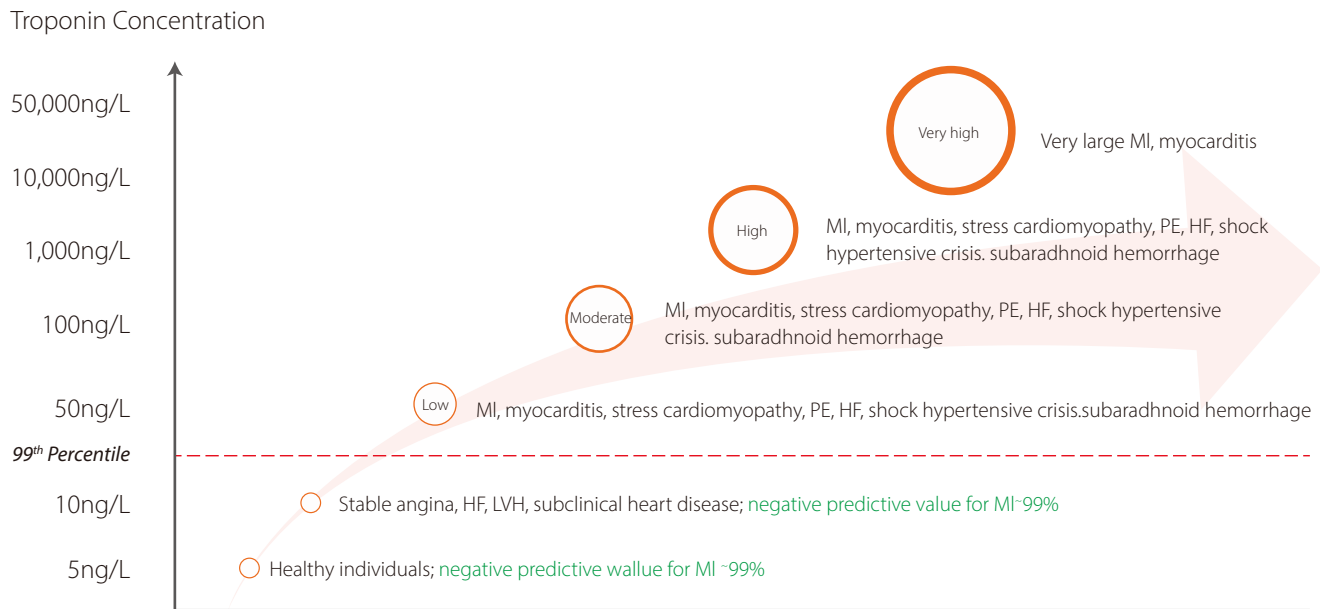 Troponin Concentration
50,000ng/L
Very high
Very large MI, myocarditis
10,000ng/L
High
MI, myocarditis, stress cardiomyopathy, PE, HF, shock
hypertensive crisis. subaradhnoid hemorrhage
1,000ng/L
Moderate
MI, myocarditis, stress cardiomyopathy, PE, HF, shock hypertensive
crisis. subaradhnoid hemorrhage
100ng/L
Low
MI, myocarditis, stress cardiomyopathy, PE, HF, shock hypertensive crisis.subaradhnoid hemorrhage
50ng/L
99th Percentile
10ng/L
Stable angina, HF, LVH, subclinical heart disease; negative predictive value for MI~99%
5ng/L
Healthy individuals; negative predictive wallue for MI ~99%